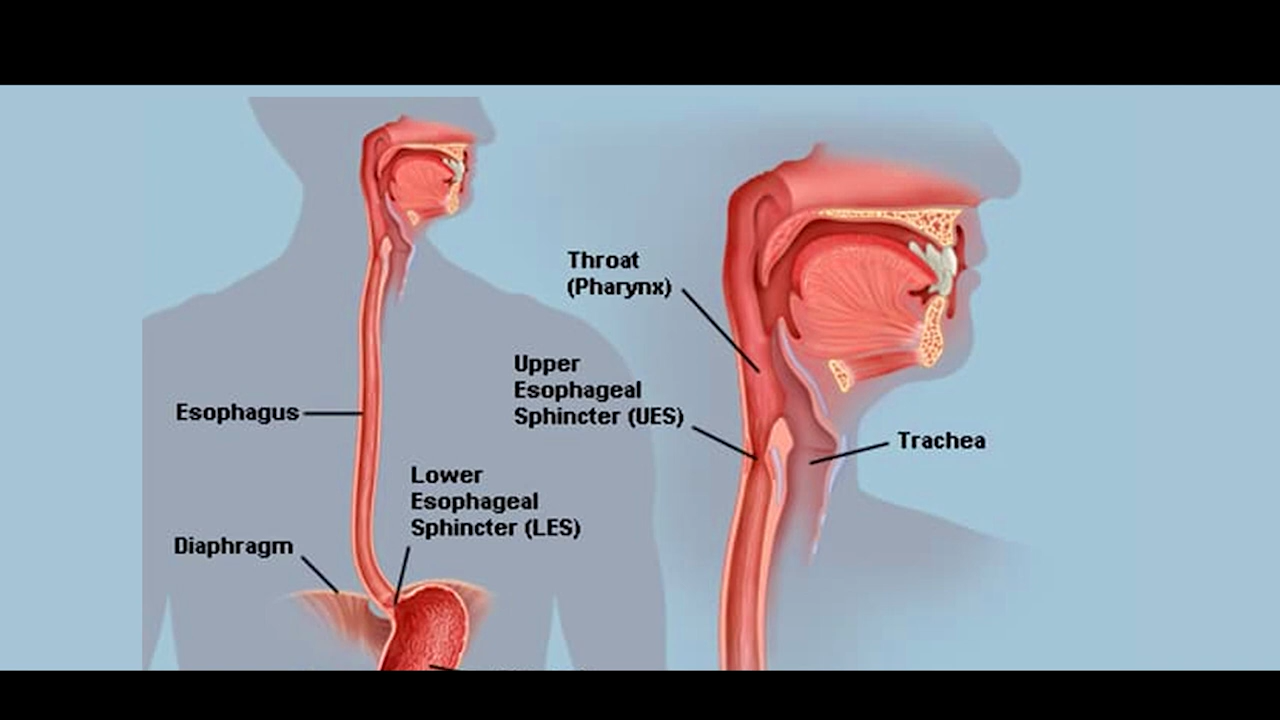 Throat
(Pharynx)
Upper
Esophageal
Sphincter (UES)
Esophagus
Trachea
Lower
Esophageal
Sphincter (LES)
Diaphragm